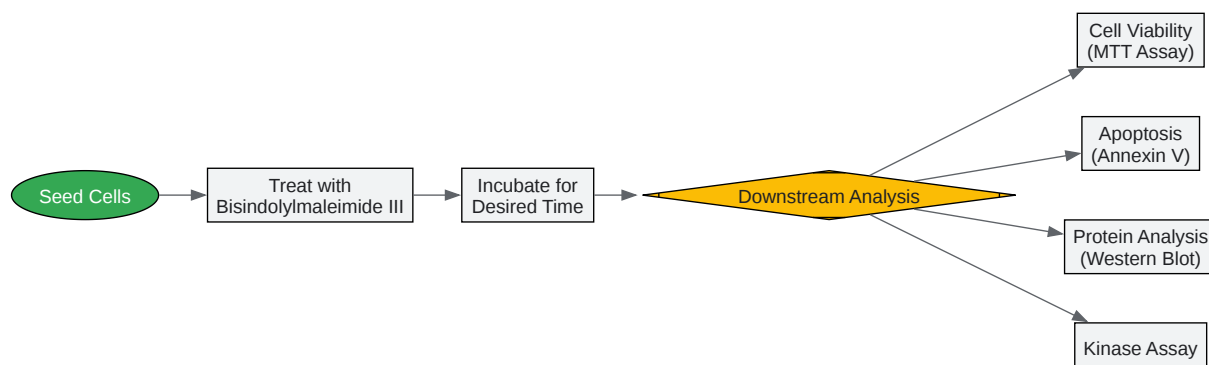 Seed Cells
Treat with
Bisindolylmaleimide III
Incubate for
Desired Time
Downstream Analysis
Cell Viability
(MTT Assay)
Apoptosis
(Annexin V)
Protein Analysis
(Western Blot)
Kinase Assay